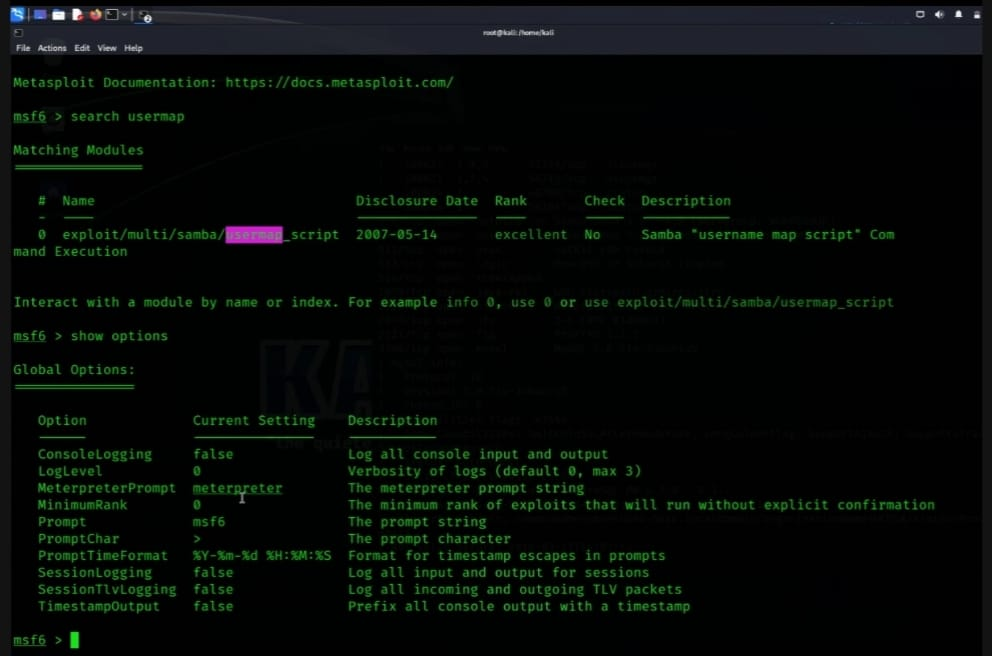 root@kali: /home/kali
File Actions Edit View Help
Metasploit Documentation: https://docs.metasploit.com/
msf6 > search usermap
Matching Modules
# Name Disclosure Date Rank Check Description
- 
0 exploit/multi/samba/usermap_script 2007-05-14 excellent No Samba "username map script" Com
mand Execution
Interact with a module by name or index. For example info 0, use 0 or use exploit/multi/samba/usermap_script
msf6 > show options
Global Options:
Option Current Setting Description
ConsoleLogging false Log all console input and output
LogLevel 0 Verbosity of logs (default 0, max 3)
MeterpreterPrompt meterpreter The meterpreter prompt string
MinimumRank 0 The minimum rank of exploits that will run without explicit confirmation
Prompt msf6 The prompt string
PromptChar > The prompt character
PromptTimeFormat %Y-%m-%d %H:%M:%S Format for timestamp escapes in prompts
SessionLogging false Log all input and output for sessions
SessionTlvLogging false Log all incoming and outgoing TLV packets
TimestampOutput false Prefix all console output with a timestamp
msf6 >